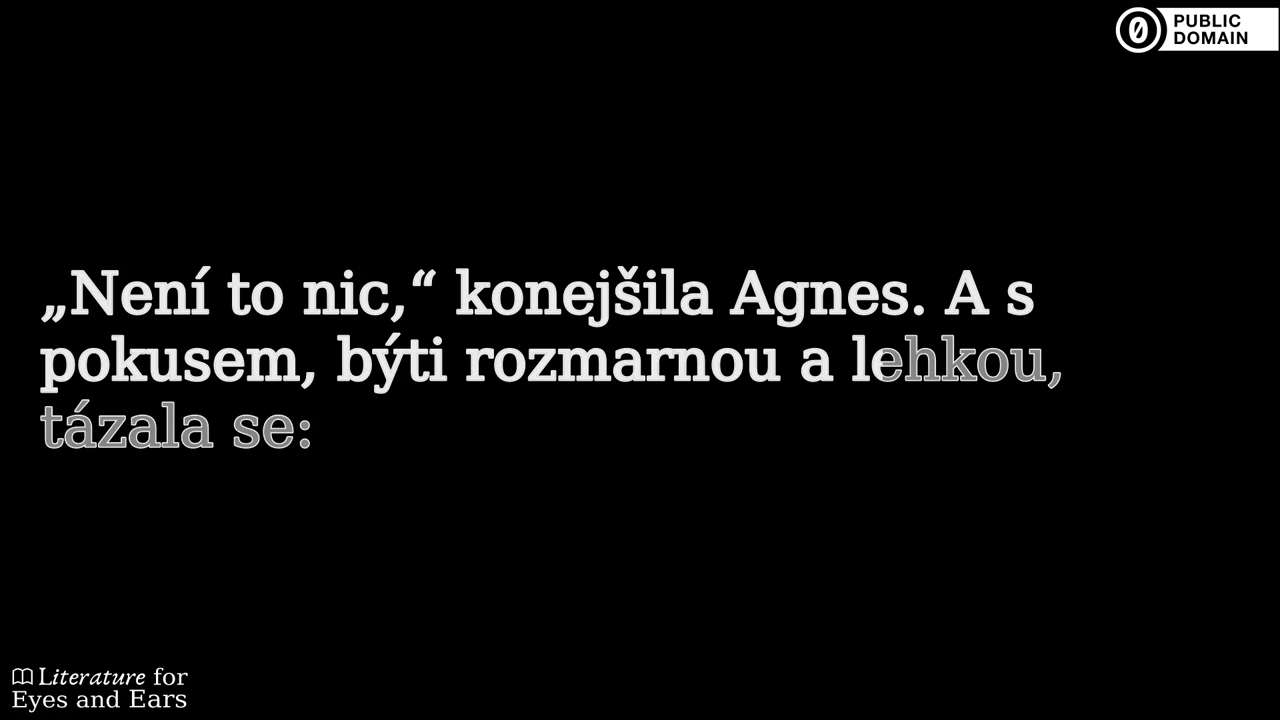 PUBLIC
DOMAIN
„Není to nic,“ konejšila Agnes. A s
pokusem, býti rozmarnou a lehkou,
tázala se:
Literature for
Eyes and Ears